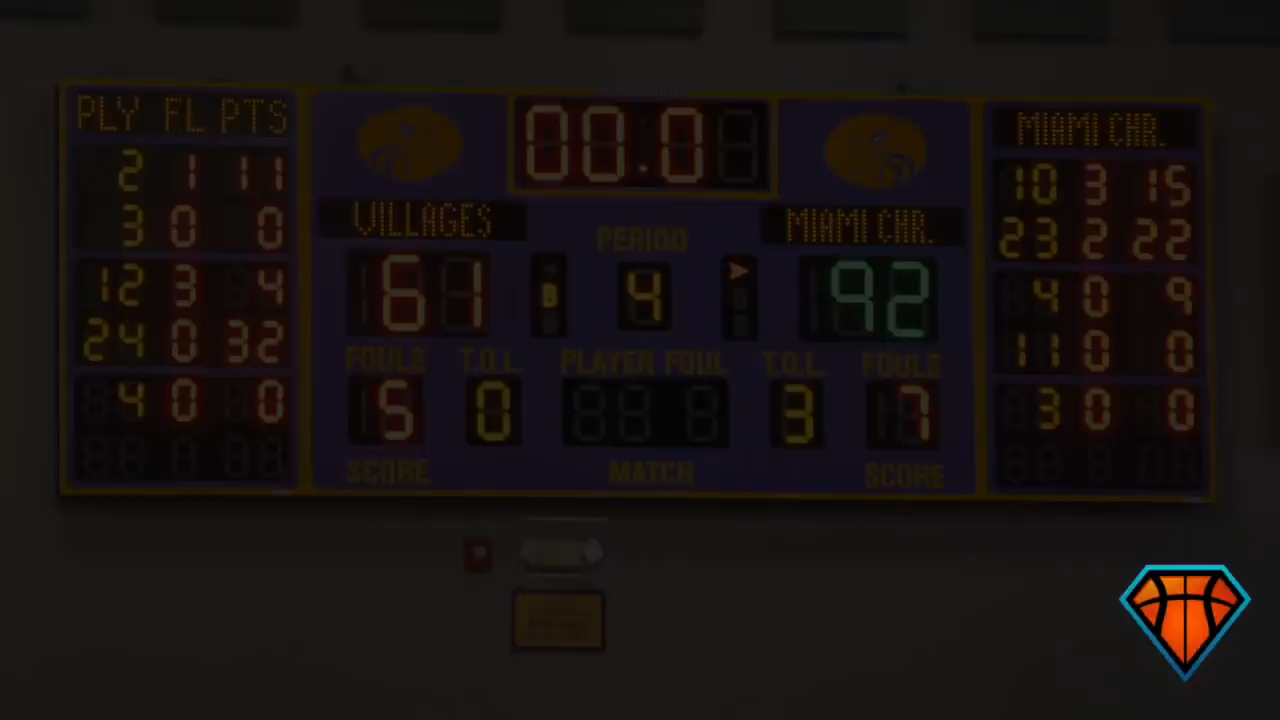 PLY FL PTS
2 1 11
3 0 0
12 3 4
24 0 32
4 0 0
00.0
VILLAGES
PERIOD
MIAMI CHR.
61
B
4
92
FOULS T.O.L. PLAYER FOUL T.O.L. FOULS
5 0 3 7
SCORE MATCH SCORE
MIAMI CHR.
10 3 15
23 2 22
4 0 9
11 0 0
3 0 0